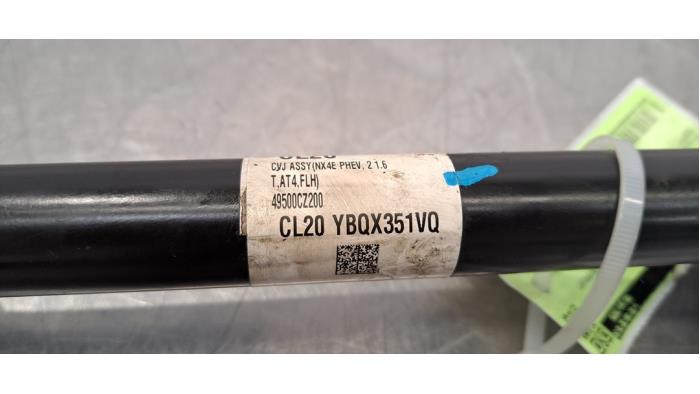 CVJ ASSY(NX4E PHEV, 2 1.6
T,AT4,FLH)
49500CZ200
CL20 YBQX351VQ